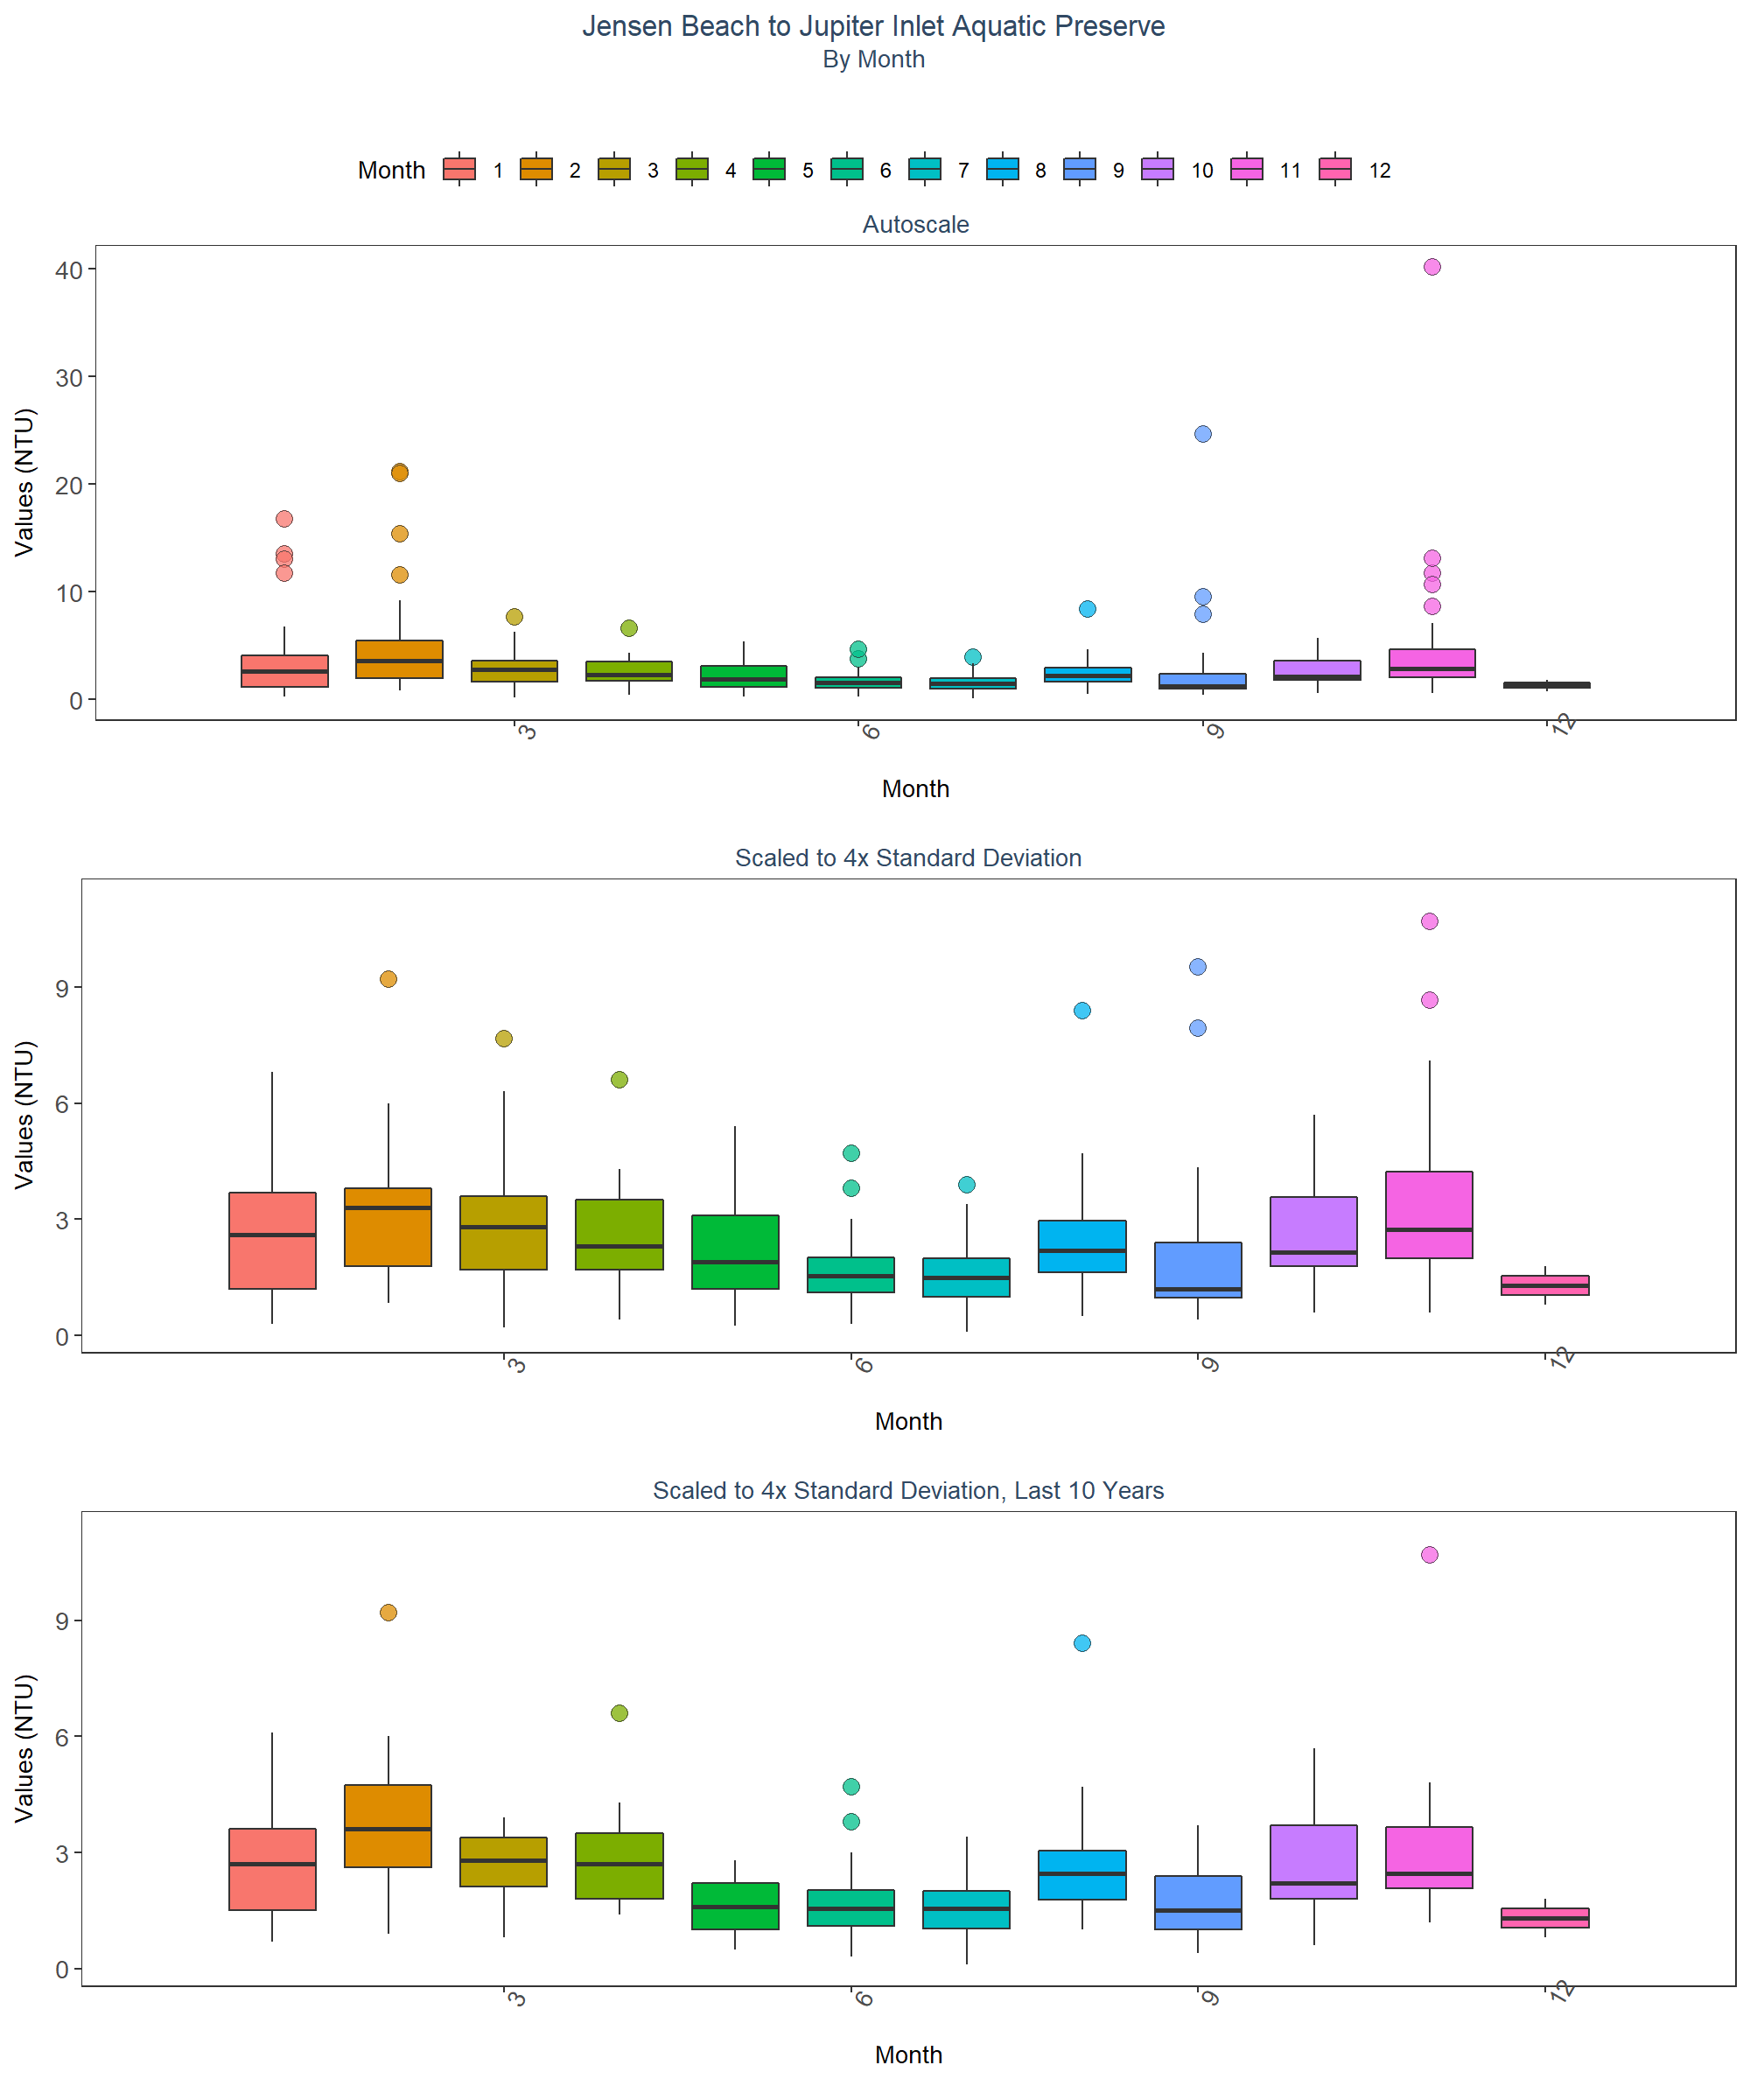 Jensen Beach to Jupiter Inlet Aquatic Preserve
By Month
Month 1 2 3 4 5 6 7 8 9 10 11 12
Autoscale
Values (NTU)
40
30
20
10
0
3 6 9 12
Month
Scaled to 4x Standard Deviation
Values (NTU)
9
6
3
0
3 6 9 12
Month
Scaled to 4x Standard Deviation, Last 10 Years
Values (NTU)
9
6
3
0
3 6 9 12
Month